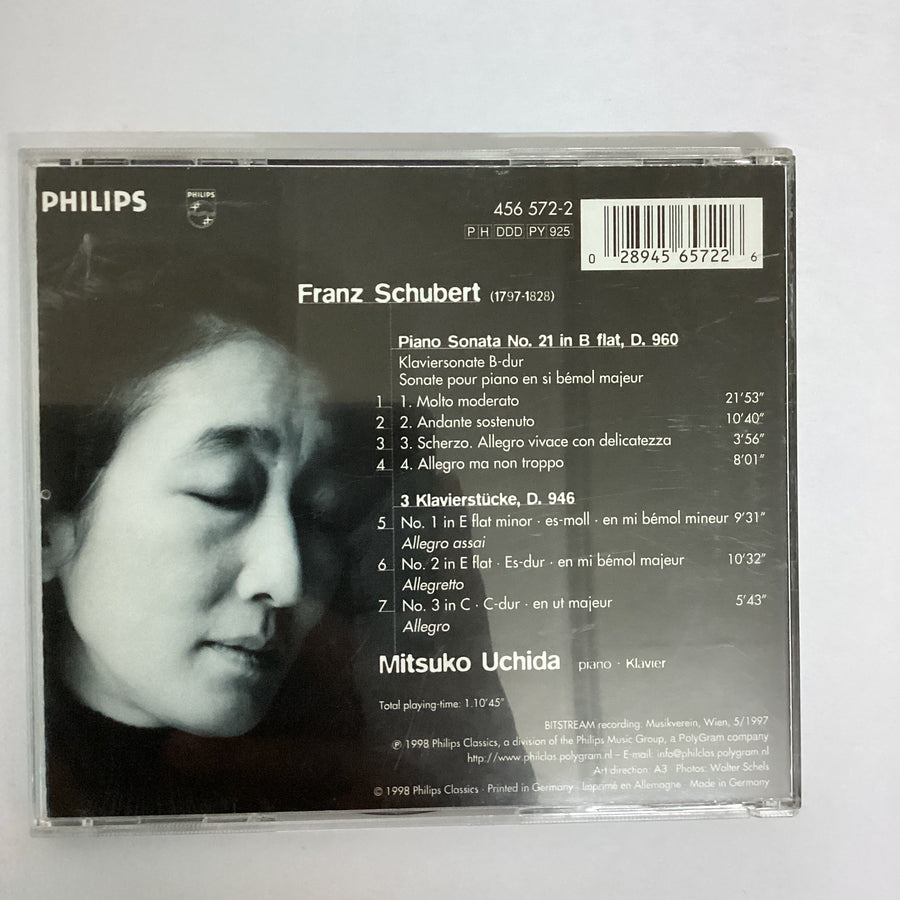 PHILIPS
PHILIPS
456 572-2
PH DDD PY 925
0 28945 65722 6
Franz Schubert (1797-1828)
Piano Sonata No. 21 in B flat, D. 960
Klaviersonate B-dur
Sonate pour piano en si bémol majeur
1 1. Molto moderato 21'53"
2 2. Andante sostenuto 10'40"
3 3. Scherzo. Allegro vivace con delicatezza 3'56"
4 4. Allegro ma non troppo 8'01"
3 Klavierstücke, D. 946
5 No. 1 in E flat minor · es-moll · en mi bémol mineur 9'31"
Allegro assai
6 No. 2 in E flat · Es-dur · en mi bémol majeur 10'32"
Allegretto
7 No. 3 in C · C-dur · en ut majeur 5'43"
Allegro
Mitsuko Uchida piano · Klavier
Total playing-time: 1.10'45"
BITSTREAM recording. Musikverein, Wien, 5/1997
℗ 1998 Philips Classics, a division of the Philips Music Group, a PolyGram company
http://www.philclas.polygram.nl – E-mail: info@philclas.polygram.nl
Art direction: A3 Photos: Walter Schels
© 1998 Philips Classics · Printed in Germany · Imprimé en Allemagne Made in Germany